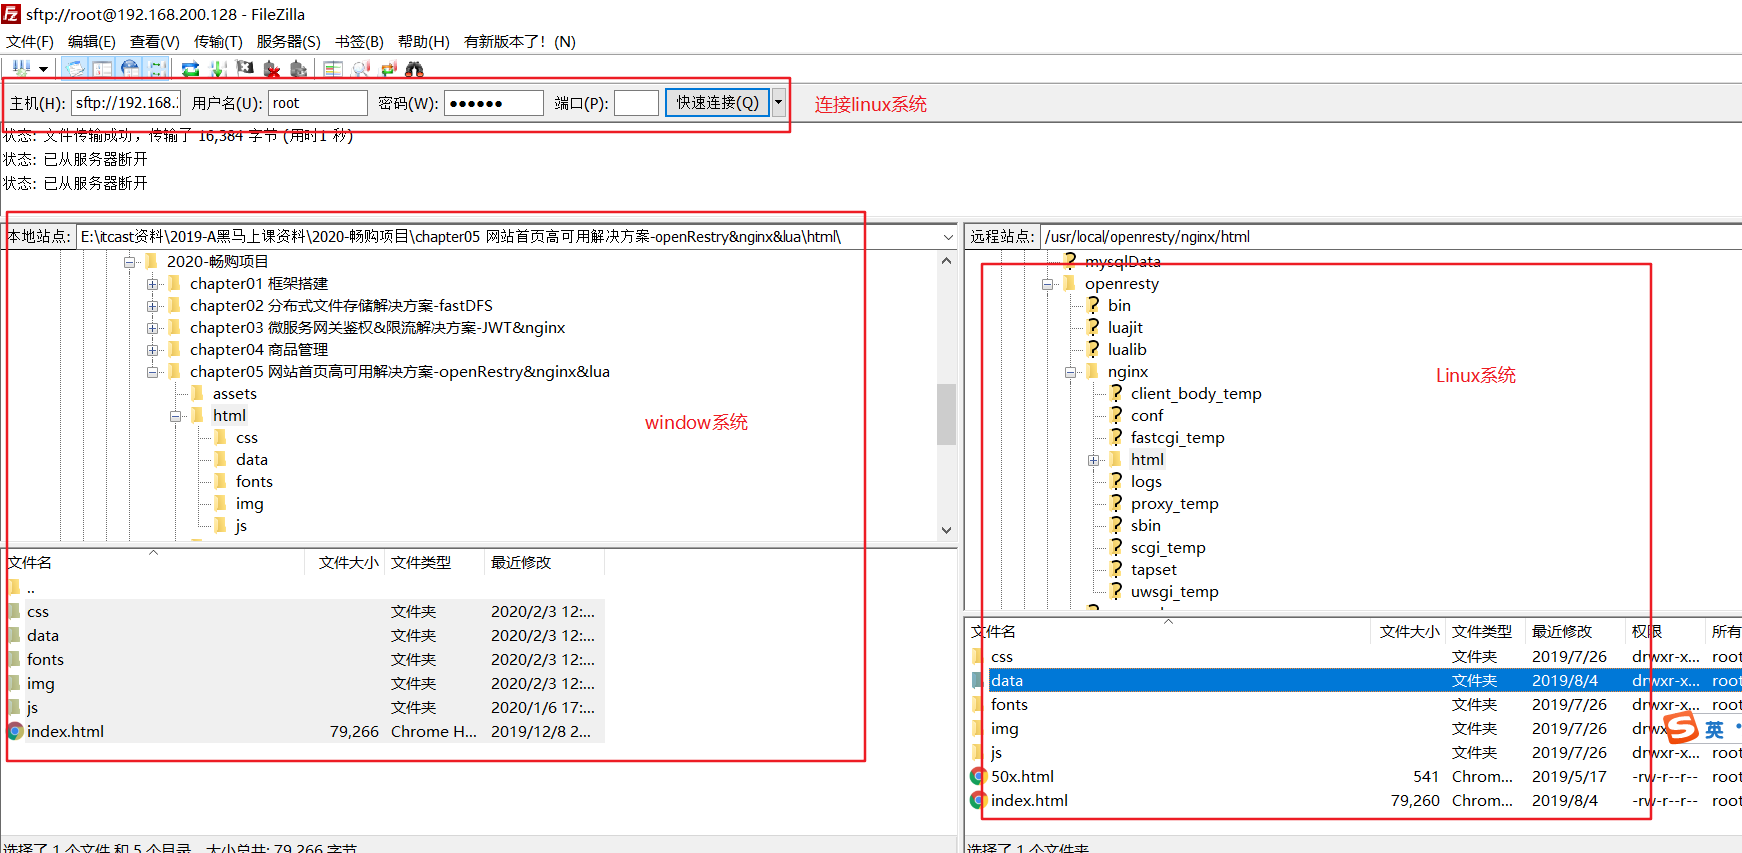 sftp://root@192.168.200.128 - FileZilla
文件(F) 编辑(E) 查看(V) 传输(T) 服务器(S) 书签(B) 帮助(H) 有新版本了！(N)
主机(H): sftp://192.168. 用户名(U): root 密码(W): ●●●●●● 端口(P): 快速连接(Q) 连接linux系统
状态: 文件传输成功，传输了 16,384 字节 (用时1 秒)
状态: 已从服务器断开
状态: 已从服务器断开
本地站点: E:\itcast资料\2019-A黑马上课资料\2020-畅购项目\chapter05 网站首页高可用解决方案-openRestry&nginx&lua\html\
2020-畅购项目
chapter01 框架搭建
chapter02 分布式文件存储解决方案-fastDFS
chapter03 微服务网关鉴权&限流解决方案-JWT&nginx
chapter04 商品管理
chapter05 网站首页高可用解决方案-openRestry&nginx&lua
assets
html
window系统
css
data
fonts
img
js
文件名 文件大小 文件类型 最近修改
..
css 文件夹 2020/2/3 12:...
data 文件夹 2020/2/3 12:...
fonts 文件夹 2020/2/3 12:...
img 文件夹 2020/2/3 12:...
js 文件夹 2020/1/6 17:...
index.html 79,266 Chrome H... 2019/12/8 2...
选择了 1 个文件 和 5 个目录。大小总共: 79,266 字节
远程站点: /usr/local/openresty/nginx/html
mysqlData
openresty
bin
luajit
lualib
nginx
Linux系统
client_body_temp
conf
fastcgi_temp
html
logs
proxy_temp
sbin
scgi_temp
tapset
uwsgi_temp
文件名 文件大小 文件类型 最近修改 权限 所有
css 文件夹 2019/7/26 drwxr-x... root
data 文件夹 2019/8/4 drwxr-x... root
fonts 文件夹 2019/7/26 drwxr-x... root
img 文件夹 2019/7/26 英
js 文件夹 2019/7/26 drwxr-x... root
50x.html 541 Chrom... 2019/5/17 -rw-r--r-- root
index.html 79,260 Chrom... 2019/8/4 -rw-r--r-- root
选择了 1 个文件夹